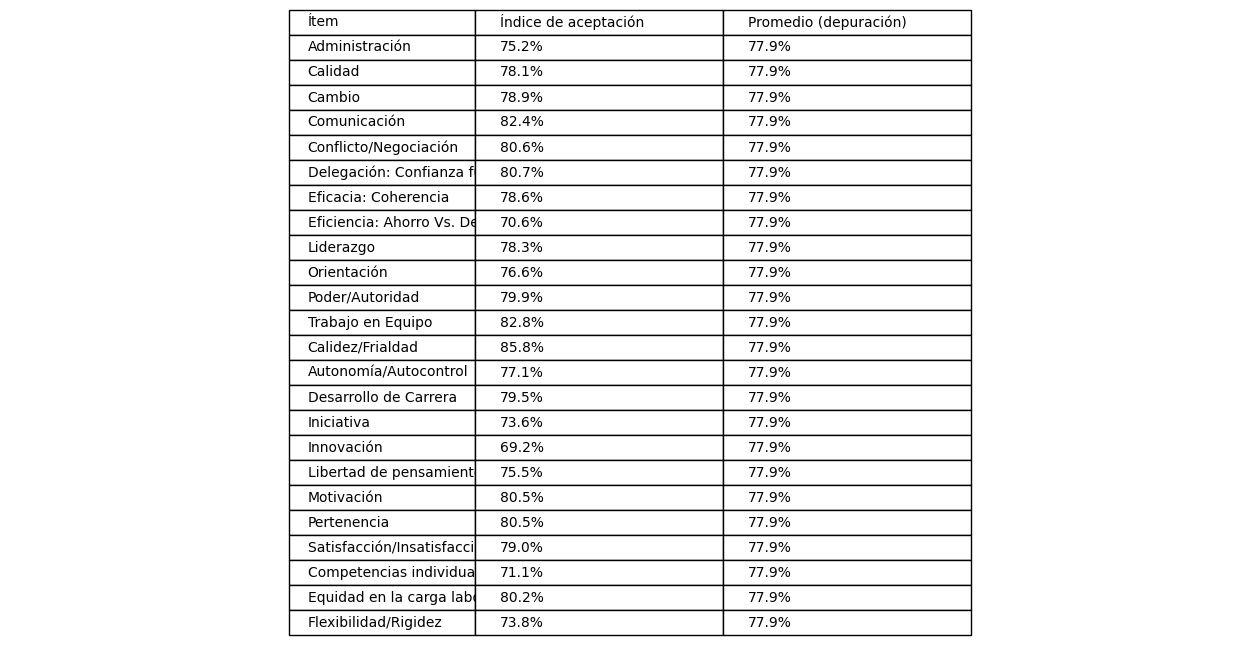 Ítem Índice de aceptación Promedio (depuración)
Administración 75.2% 77.9%
Calidad 78.1% 77.9%
Cambio 78.9% 77.9%
Comunicación 82.4% 77.9%
Conflicto/Negociación 80.6% 77.9%
Delegación: Confianza 80.7% 77.9%
Eficacia: Coherencia 78.6% 77.9%
Eficiencia: Ahorro Vs. 70.6% 77.9%
Liderazgo 78.3% 77.9%
Orientación 76.6% 77.9%
Poder/Autoridad 79.9% 77.9%
Trabajo en Equipo 82.8% 77.9%
Calidez/Frialdad 85.8% 77.9%
Autonomía/Autocontrol 77.1% 77.9%
Desarrollo de Carrera 79.5% 77.9%
Iniciativa 73.6% 77.9%
Innovación 69.2% 77.9%
Libertad de pensamient 75.5% 77.9%
Motivación 80.5% 77.9%
Pertenencia 80.5% 77.9%
Satisfacción/Insatisfacci 79.0% 77.9%
Competencias individua 71.1% 77.9%
Equidad en la carga 80.2% 77.9%
Flexibilidad/Rigidez 73.8% 77.9%